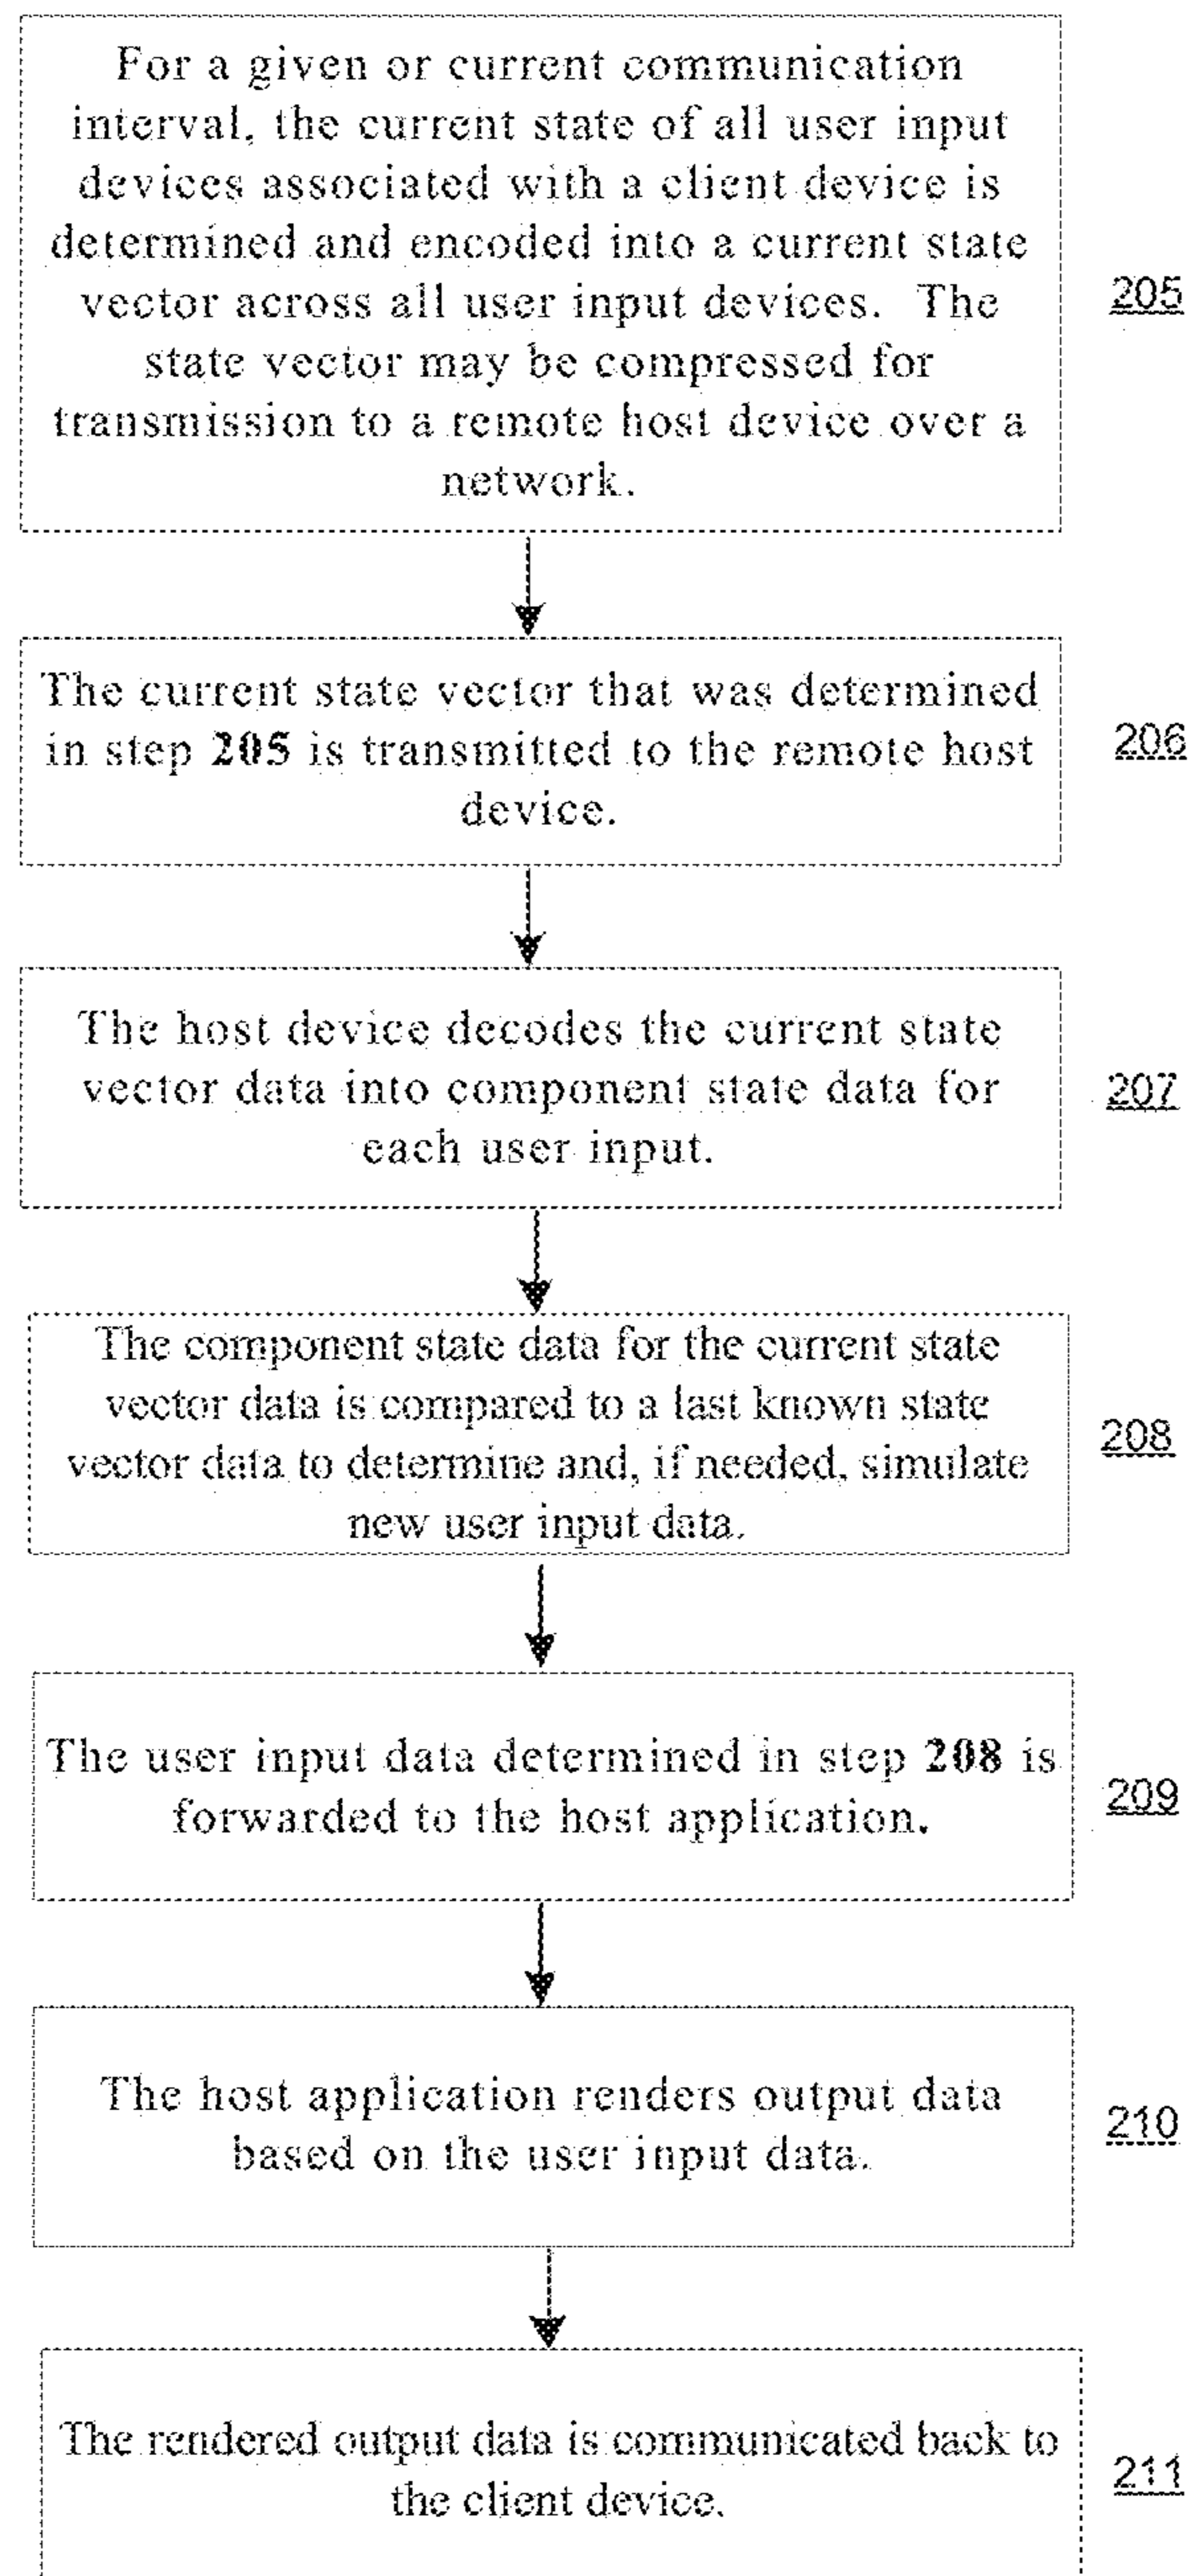 For a given or current communication
interval, the current state of all user input
devices associated with a client device is
determined and encoded into a current state
vector across all user input devices. The
state vector may be compressed for
transmission to a remote host device over a
network.
205
The current state vector that was determined
in step 205 is transmitted to the remote host
device.
206
The host device decodes the current state
vector data into component state data for
each user input.
207
The component state data for the current state
vector data is compared to a last known state
vector data to determine and, if needed, simulate
new user input data.
208
The user input data determined in step 208 is
forwarded to the host application.
209
The host application renders output data
based on the user input data.
210
The rendered output data is communicated back to
the client device.
211